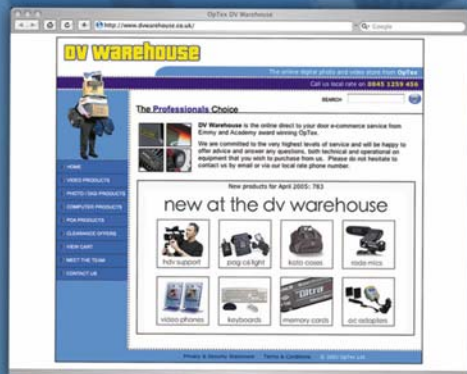 OpTex DV Warehouse
http://www.dvwarehouse.co.uk/
Google
DV WAREHOUSE
The online digital photo and video store from OpTex
Call us local rate on 0845 1259 456
SEARCH
The Professionals Choice
DV Warehouse is the online direct to your door e-commerce service from
Emmy and Academy award winning OpTex.
We are committed to the very highest levels of service and will be happy to
offer advice and answer any questions, both technical and operational on
equipment that you wish to purchase from us. Please do not hesitate to
contact us by email or via our local rate phone number.
HOME
VIDEO PRODUCTS
PHOTO / DSC PRODUCTS
COMPUTER PRODUCTS
PDA PRODUCTS
CLEARANCE OFFERS
VIEW CART
MEET THE TEAM
CONTACT US
New products for April 2005: 783
new at the dv warehouse
hdv support
pag c6 light
kata cases
rode mics
video phones
keyboards
memory cards
ac adapters
Privacy & Security Statement Terms & Conditions © 2002 OpTex Ltd